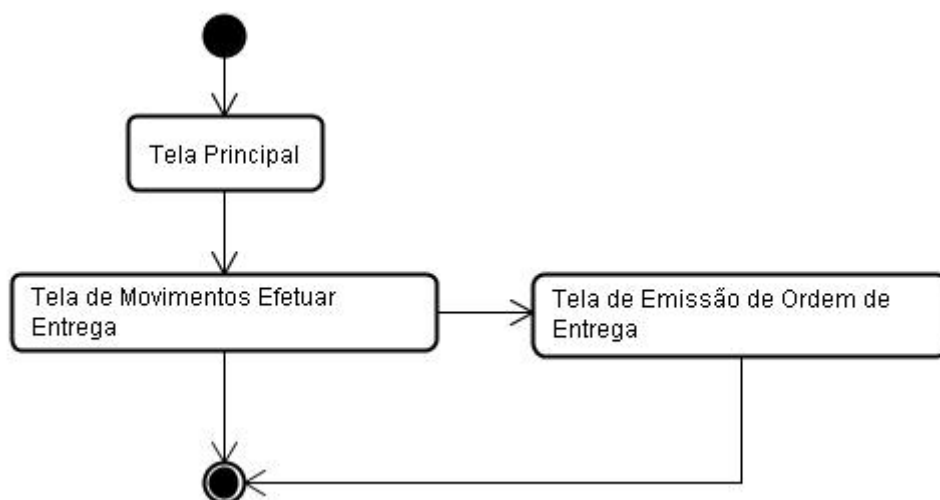 Tela Principal
Tela de Movimentos Efetuar
Entrega
Tela de Emissão de Ordem de
Entrega